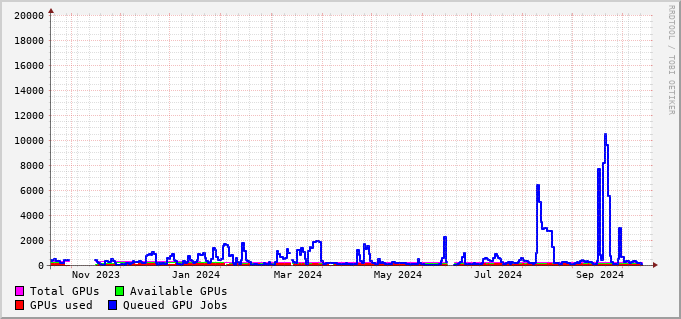 20000
18000
16000
14000
12000
10000
8000
6000
4000
2000
0
Nov 2023 Jan 2024 Mar 2024 May 2024 Jul 2024 Sep 2024
Total GPUs Available GPUs
GPUs used Queued GPU Jobs
RRDTOOL / TOBI OETIKER